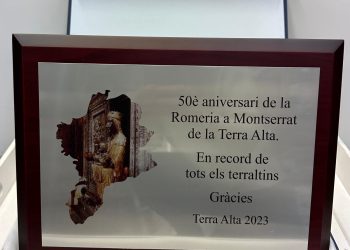 50è aniversari de la
Romeria a Montserrat
de la Terra Alta.
En record de
tots els terraltins
Gràcies
Terra Alta 2023